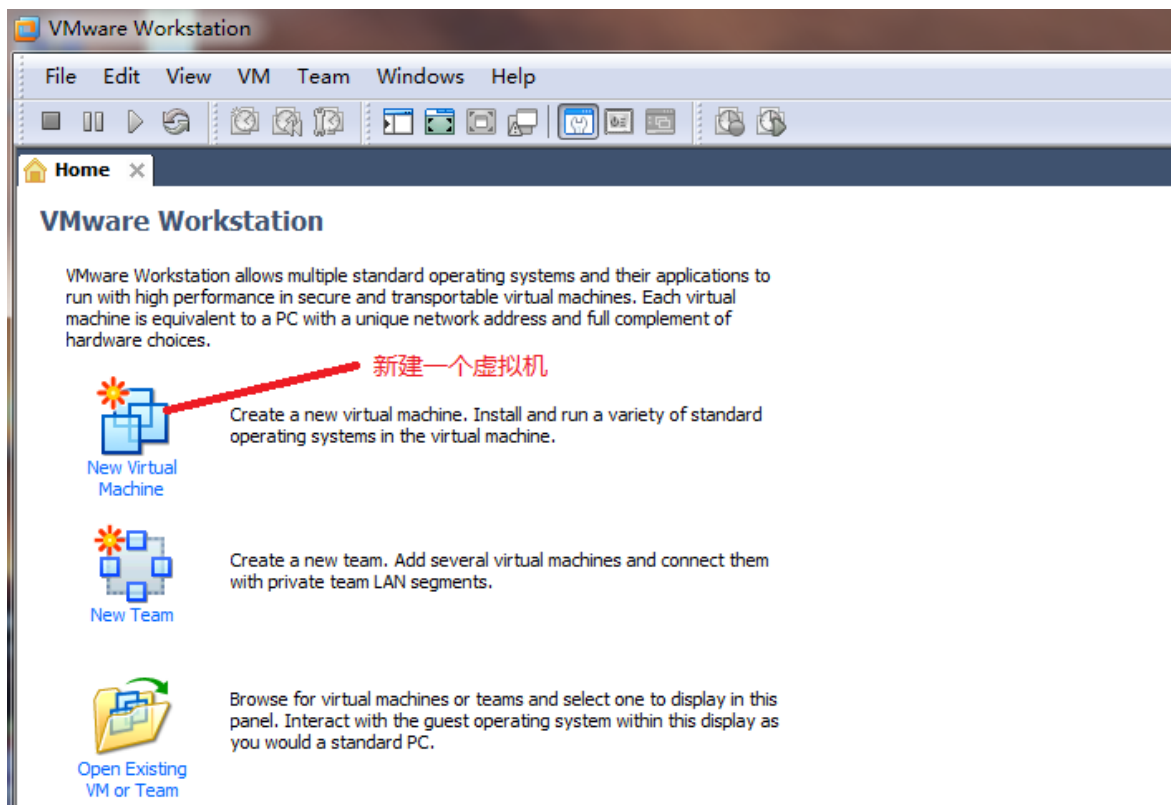 VMware Workstation
File Edit View VM Team Windows Help
Home
VMware Workstation
VMware Workstation allows multiple standard operating systems and their applications to
run with high performance in secure and transportable virtual machines. Each virtual
machine is equivalent to a PC with a unique network address and full complement of
hardware choices.
新建一个虚拟机
Create a new virtual machine. Install and run a variety of standard
operating systems in the virtual machine.
New Virtual
Machine
Create a new team. Add several virtual machines and connect them
with private team LAN segments.
New Team
Browse for virtual machines or teams and select one to display in this
panel. Interact with the guest operating system within this display as
you would a standard PC.
Open Existing
VM or Team